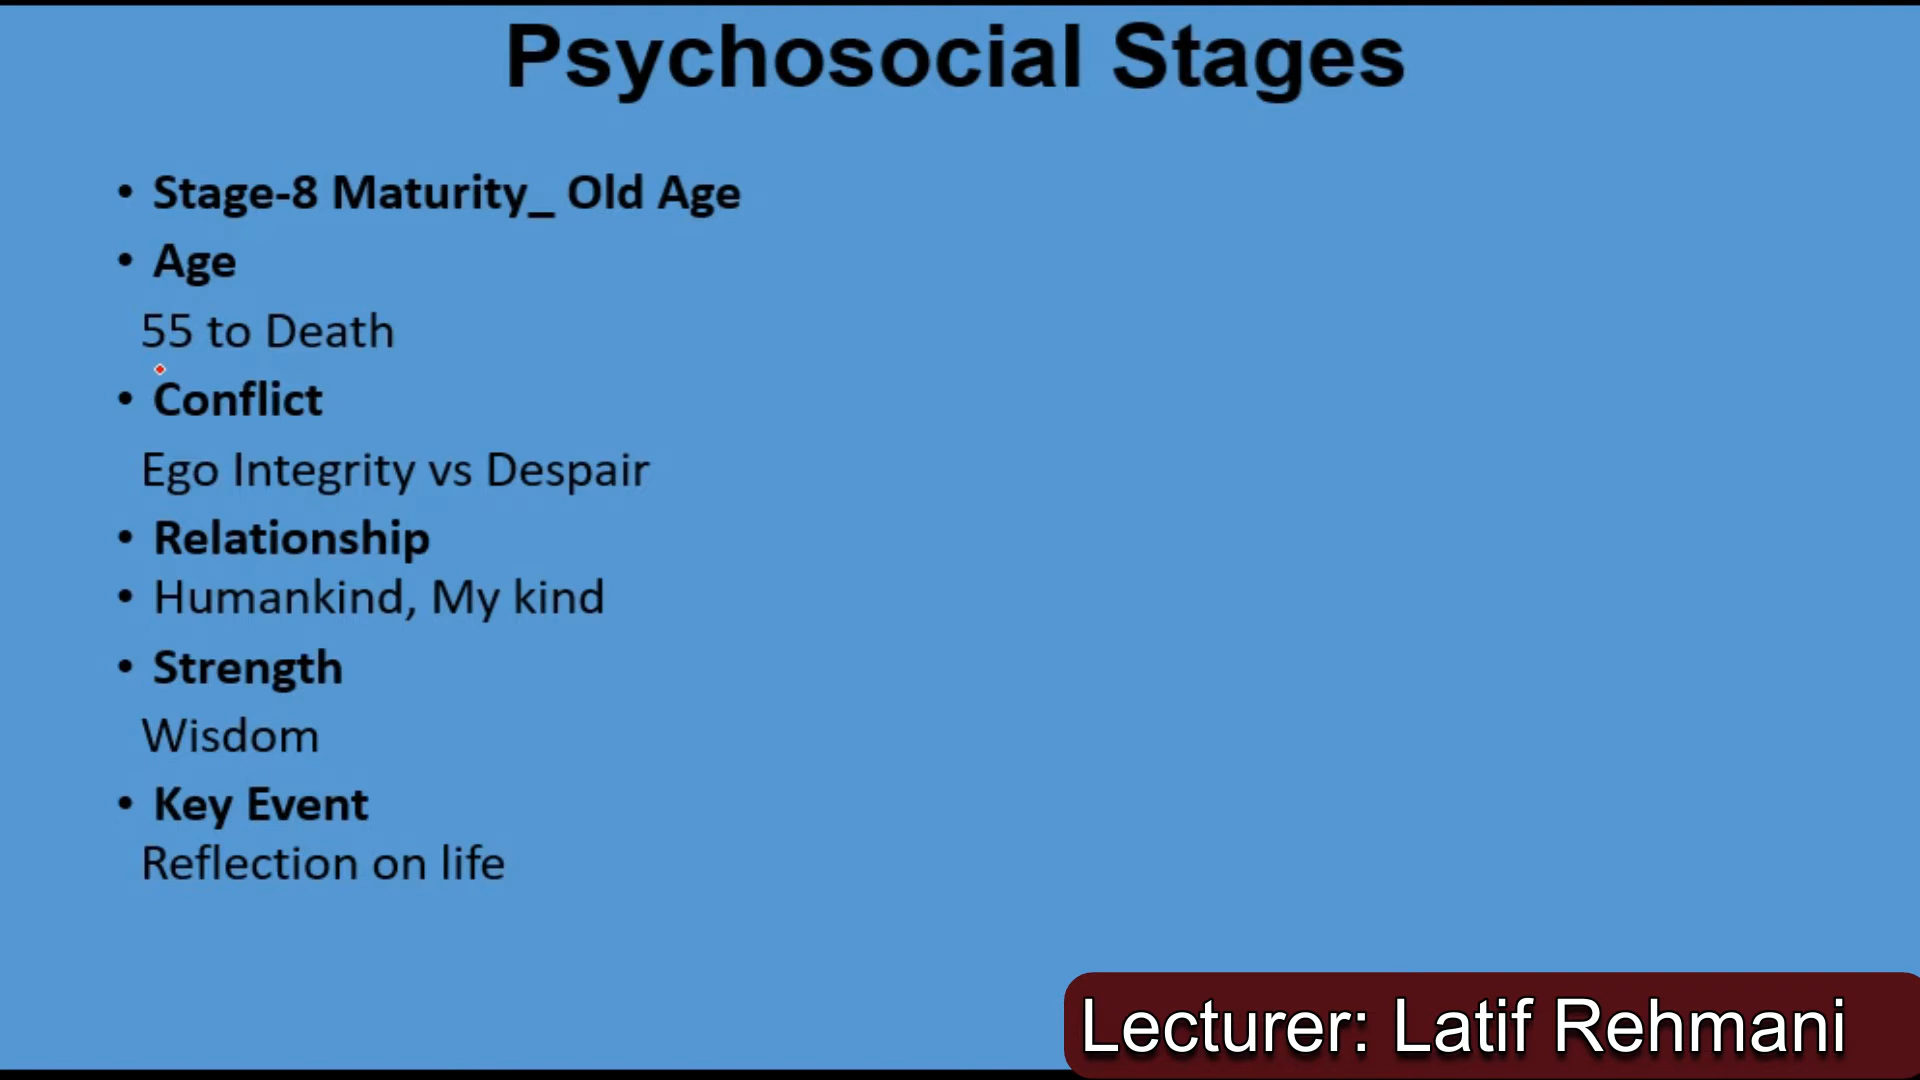 Psychosocial Stages
• Stage-8 Maturity_ Old Age
• Age
55 to Death
• Conflict
Ego Integrity vs Despair
• Relationship
• Humankind, My kind
• Strength
Wisdom
• Key Event
Reflection on life
Lecturer: Latif Rehmani